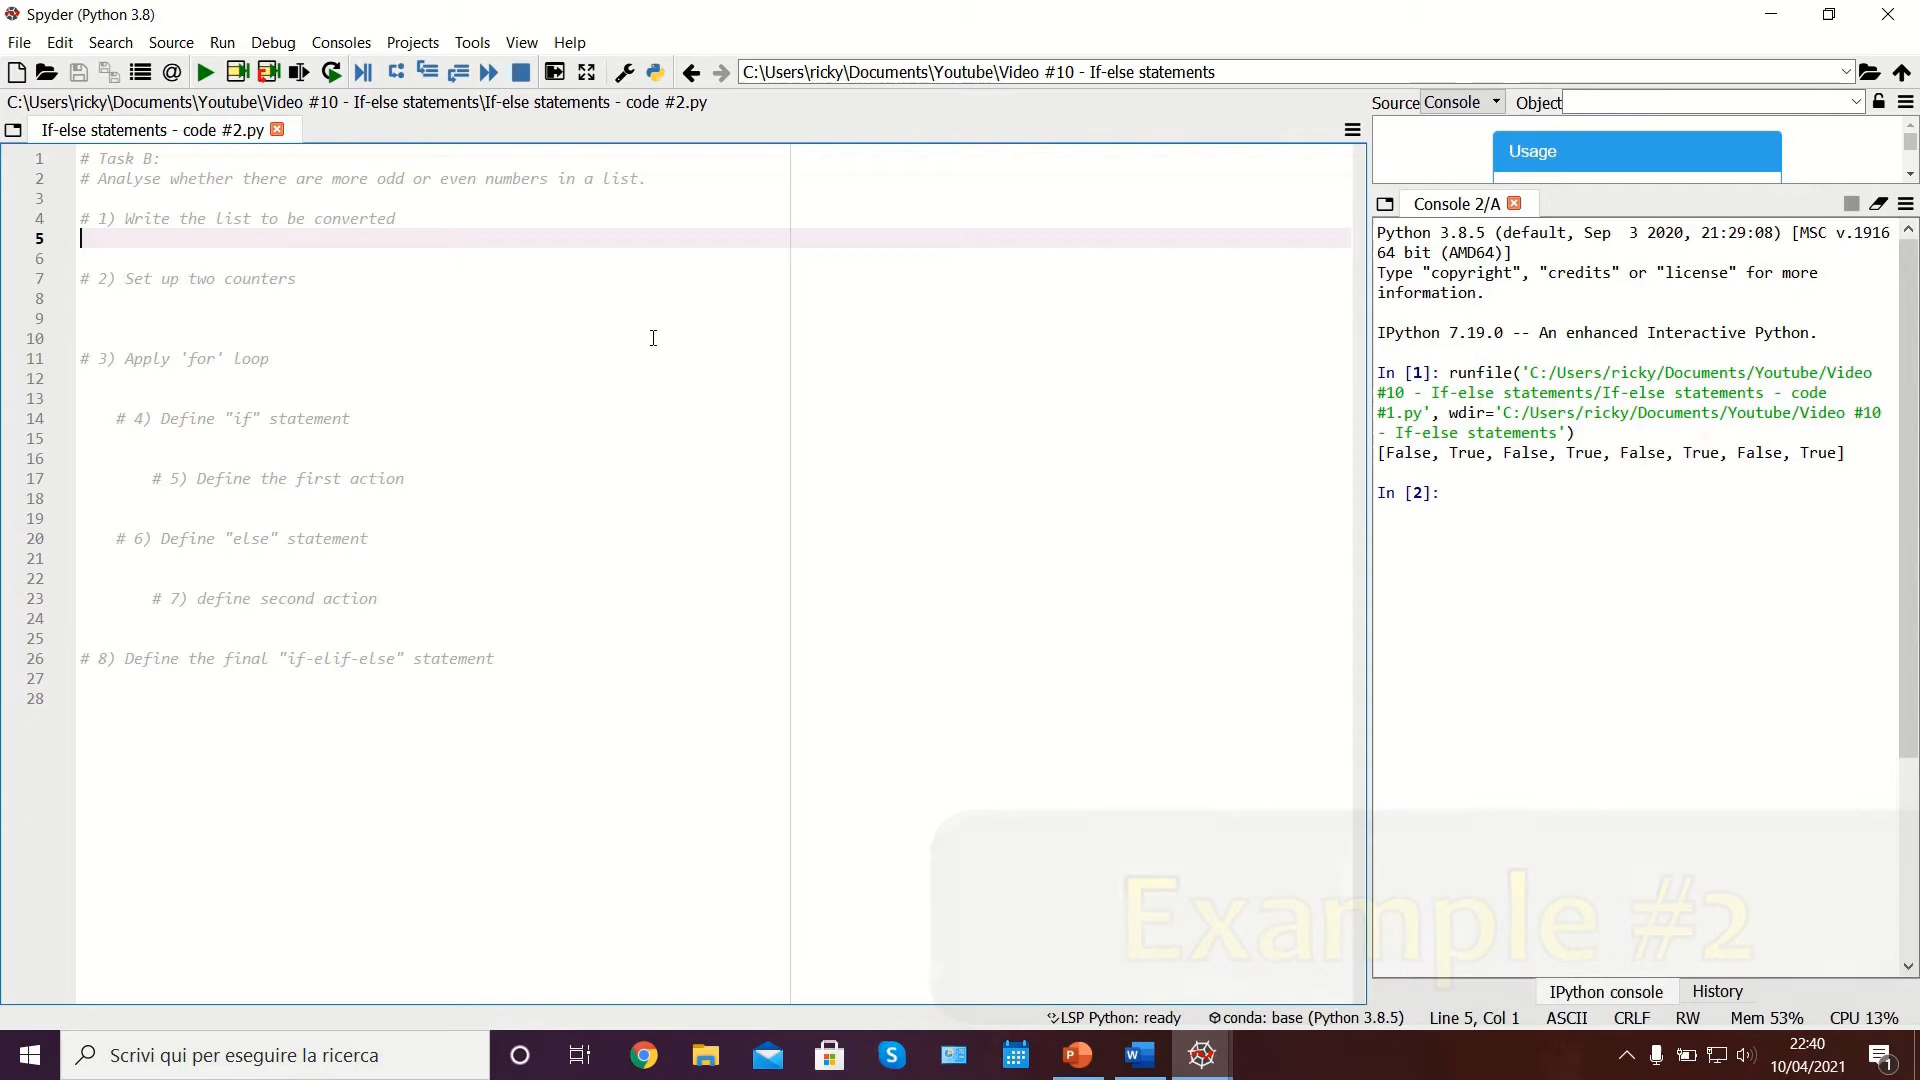 Spyder (Python 3.8)
File Edit Search Source Run Debug Consoles Projects Tools View Help
C:\Users\ricky\Documents\Youtube\Video #10 - If-else statements
C:\Users\ricky\Documents\Youtube\Video #10 - If-else statements\If-else statements - code #2.py
Source Console Object
If-else statements - code #2.py
Usage
1 # Task B:
2 # Analyse whether there are more odd or even numbers in a list.
3
4 # 1) Write the list to be converted
5
6
7 # 2) Set up two counters
8
9
10
11 # 3) Apply 'for' loop
12
13
14 # 4) Define "if" statement
15
16
17 # 5) Define the first action
18
19
20 # 6) Define "else" statement
21
22
23 # 7) define second action
24
25
26 # 8) Define the final "if-elif-else" statement
27
28
Console 2/A
Python 3.8.5 (default, Sep  3 2020, 21:29:08) [MSC v.1916
64 bit (AMD64)]
Type "copyright", "credits" or "license" for more
information.
IPython 7.19.0 -- An enhanced Interactive Python.
In [1]: runfile('C:/Users/ricky/Documents/Youtube/Video
#10 - If-else statements/If-else statements - code
#1.py', wdir='C:/Users/ricky/Documents/Youtube/Video #10
- If-else statements')
[False, True, False, True, False, True, False, True]
In [2]:
Example #2
IPython console History
LSP Python: ready conda: base (Python 3.8.5) Line 5, Col 1 ASCII CRLF RW Mem 53% CPU 13%
Scrivi qui per eseguire la ricerca
22:40
10/04/2021
1